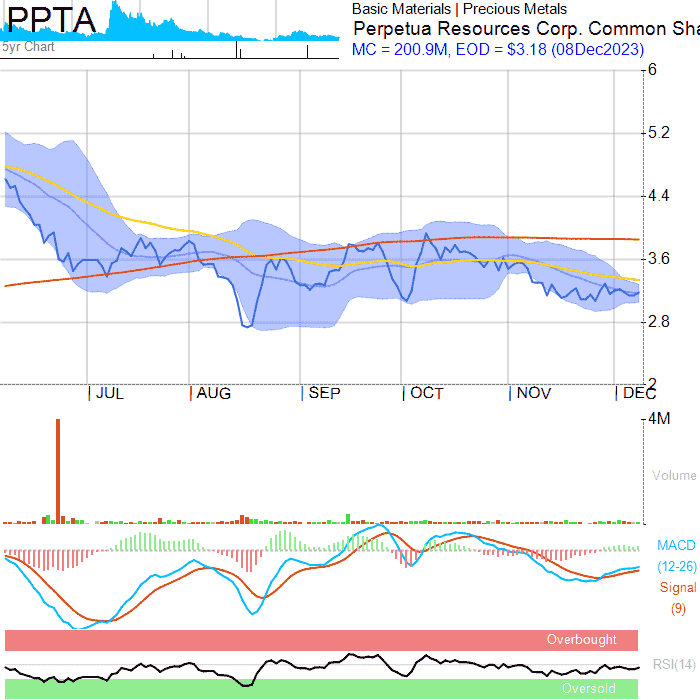 PPTA
5yr Chart
Basic Materials | Precious Metals
Perpetua Resources Corp. Common Sha
MC = 200.9M, EOD = $3.18 (08Dec2023)
6
5.2
4.4
3.6
2.8
2
JUL AUG SEP OCT NOV DEC
4M
Volume
MACD
(12-26)
Signal
(9)
Overbought
RSI(14)
Oversold